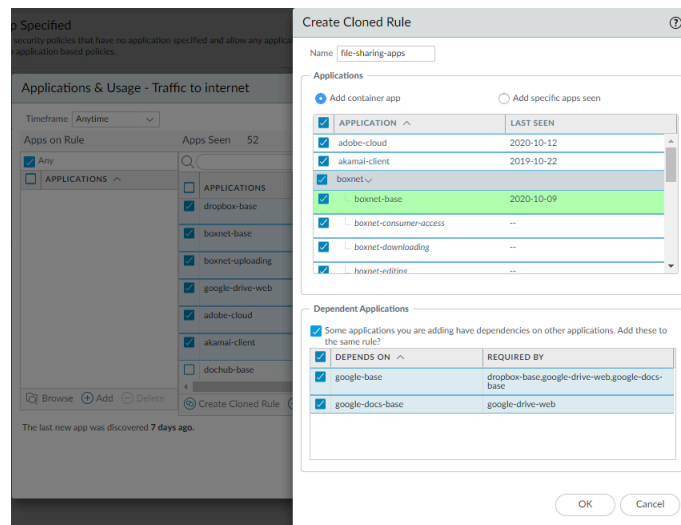 p Specified
security policies that have no application specified and allow any applica
application based policies.
Applications & Usage - Traffic to internet
Timeframe Anytime
Apps on Rule
Any
APPLICATIONS
Browse Add Delete
Apps Seen 52
APPLICATIONS
dropbox-base
boxnet-base
boxnet-uploading
google-drive-web
adobe-cloud
akamai-client
dochub-base
Create Cloned Rule
The last new app was discovered 7 days ago.
Create Cloned Rule
Name file-sharing-apps
Applications
Add container app Add specific apps seen
APPLICATION LAST SEEN
adobe-cloud 2020-10-12
akamai-client 2019-10-22
boxnet
boxnet-base 2020-10-09
boxnet-consumer-access --
boxnet-downloading --
boxnet-editing --
Dependent Applications
Some applications you are adding have dependencies on other applications. Add these to
the same rule?
DEPENDS ON REQUIRED BY
google-base dropbox-base,google-drive-web,google-docs-
base
google-docs-base google-drive-web
OK Cancel